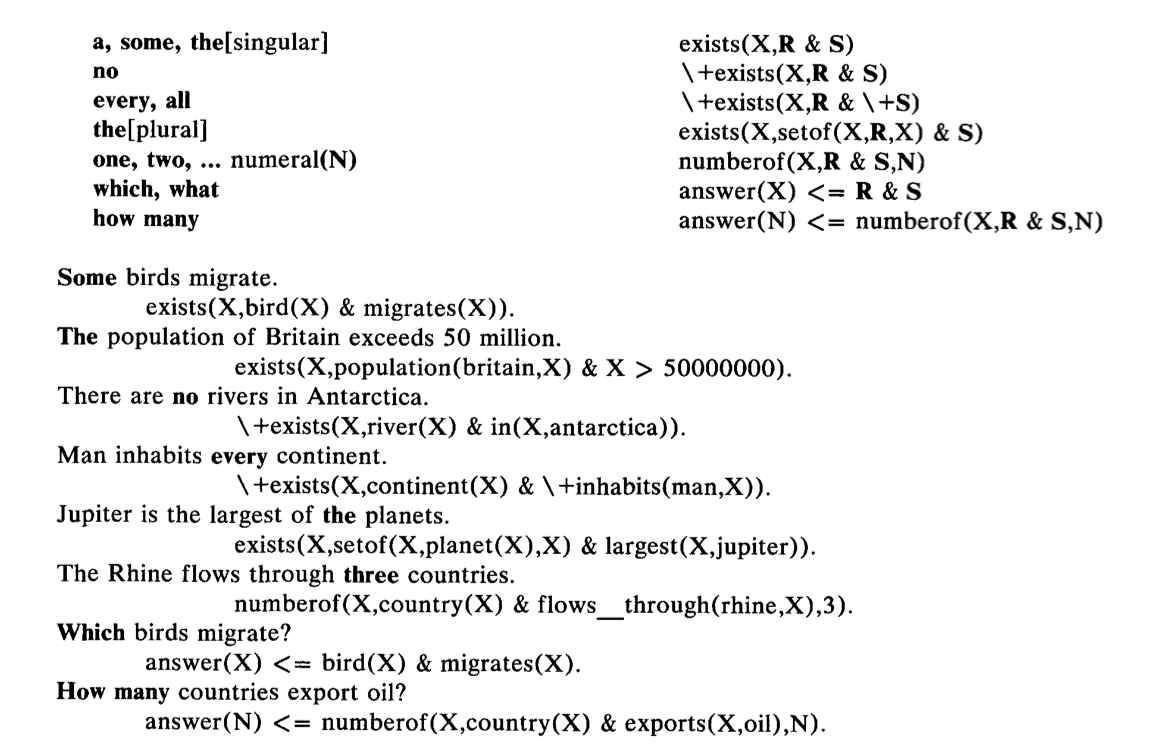 a, some, the[singular] exists(X,R & S)
no \+exists(X,R & S)
every, all \+exists(X,R & \+S)
the[plural] exists(X,setof(X,R,X) & S)
one, two, ... numeral(N) numberof(X,R & S,N)
which, what answer(X) <= R & S
how many answer(N) <= numberof(X,R & S,N)
Some birds migrate.
exists(X,bird(X) & migrates(X)).
The population of Britain exceeds 50 million.
exists(X,population(britain,X) & X > 50000000).
There are no rivers in Antarctica.
\+exists(X,river(X) & in(X,antarctica)).
Man inhabits every continent.
\+exists(X,continent(X) & \+inhabits(man,X)).
Jupiter is the largest of the planets.
exists(X,setof(X,planet(X),X) & largest(X,jupiter)).
The Rhine flows through three countries.
numberof(X,country(X) & flows__through(rhine,X),3).
Which birds migrate?
answer(X) <= bird(X) & migrates(X).
How many countries export oil?
answer(N) <= numberof(X,country(X) & exports(X,oil),N).